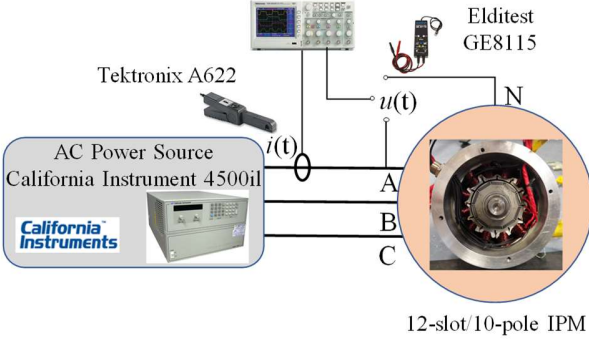 Elditest
GE8115
Tektronix A622
u(t)
N
i(t)
AC Power Source
California Instrument 4500il
California
Instruments
A
B
C
12-slot/10-pole IPM